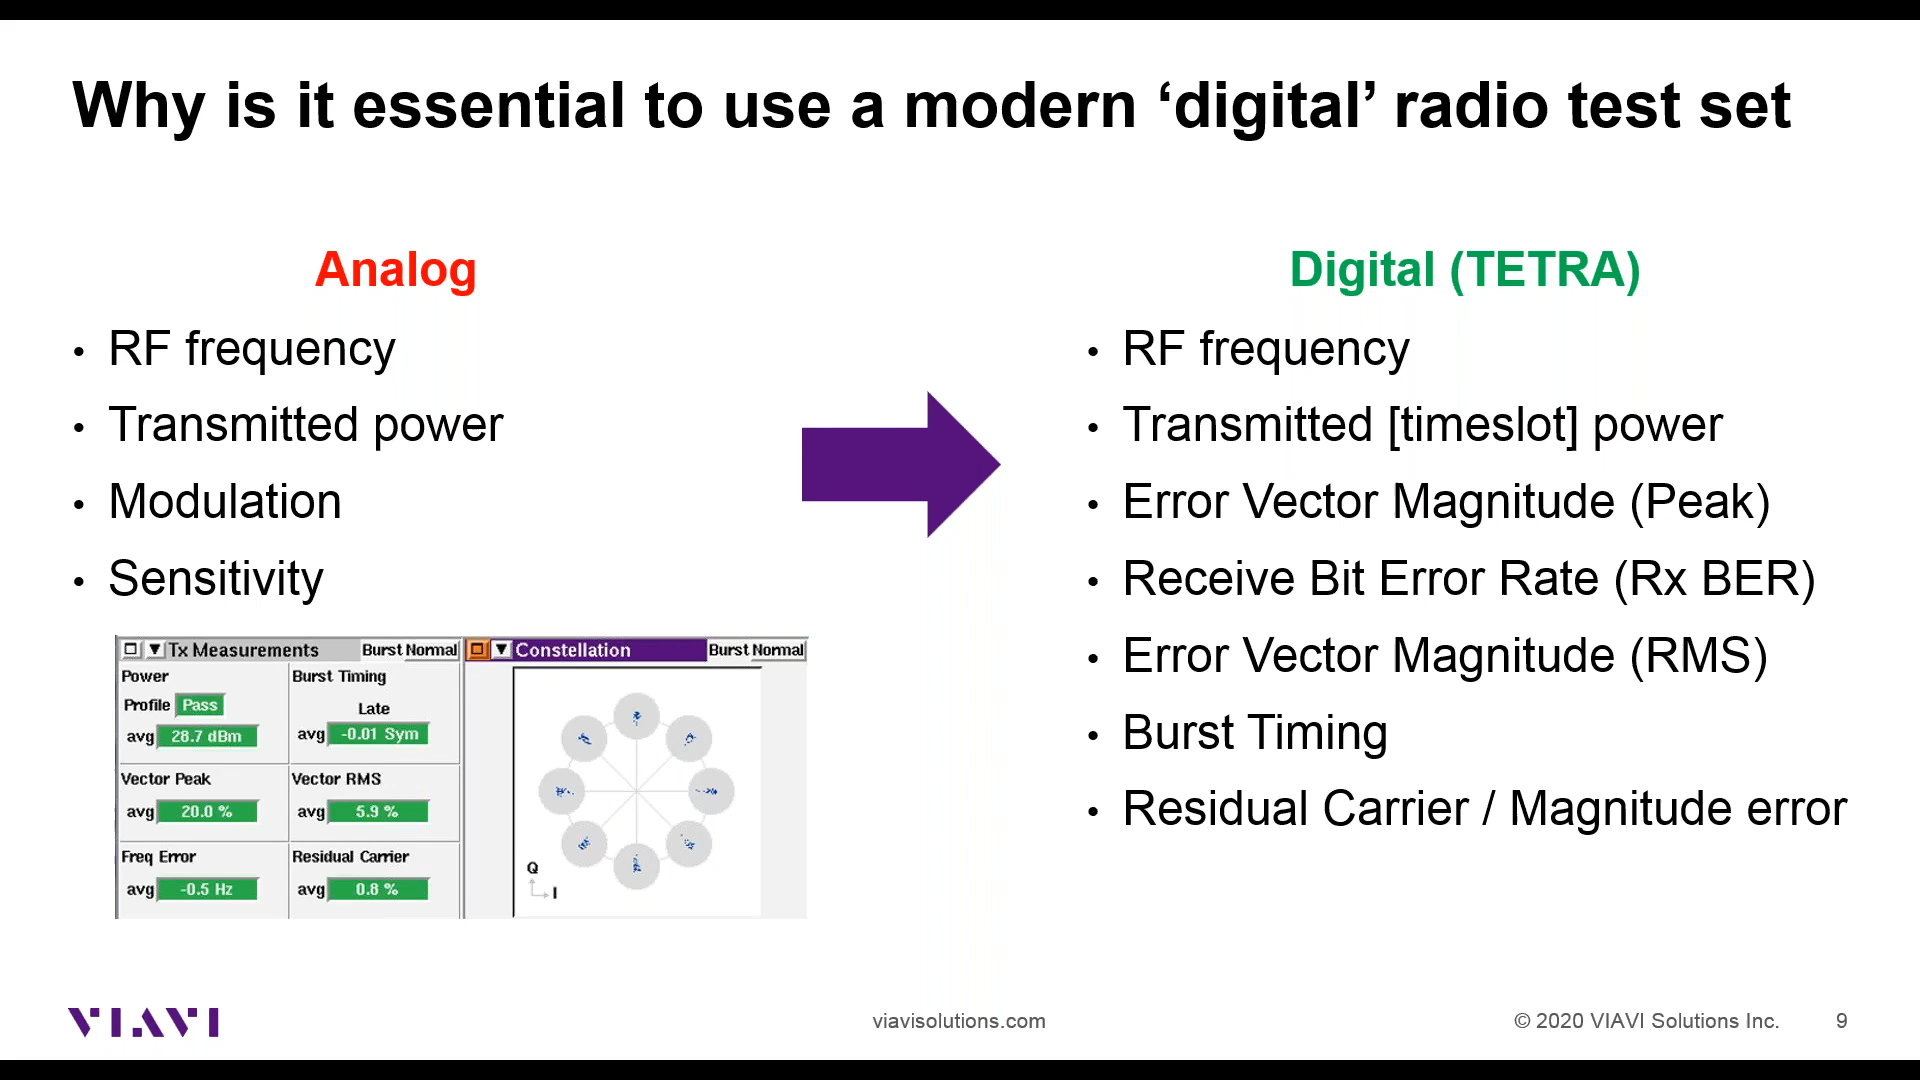 Why is it essential to use a modern ‘digital’ radio test set
Analog
• RF frequency
• Transmitted power
• Modulation
• Sensitivity
Tx Measurements Burst Normal
Power
Profile Pass
avg 28.7 dBm
Burst Timing
Late
avg -0.01 Sym
Vector Peak
avg 20.0 %
Vector RMS
avg 5.9 %
Freq Error
avg -0.5 Hz
Residual Carrier
avg 0.8 %
Constellation Burst Normal
Q
I
Digital (TETRA)
• RF frequency
• Transmitted [timeslot] power
• Error Vector Magnitude (Peak)
• Receive Bit Error Rate (Rx BER)
• Error Vector Magnitude (RMS)
• Burst Timing
• Residual Carrier / Magnitude error
VIAVI
viavisolutions.com
© 2020 VIAVI Solutions Inc.
9